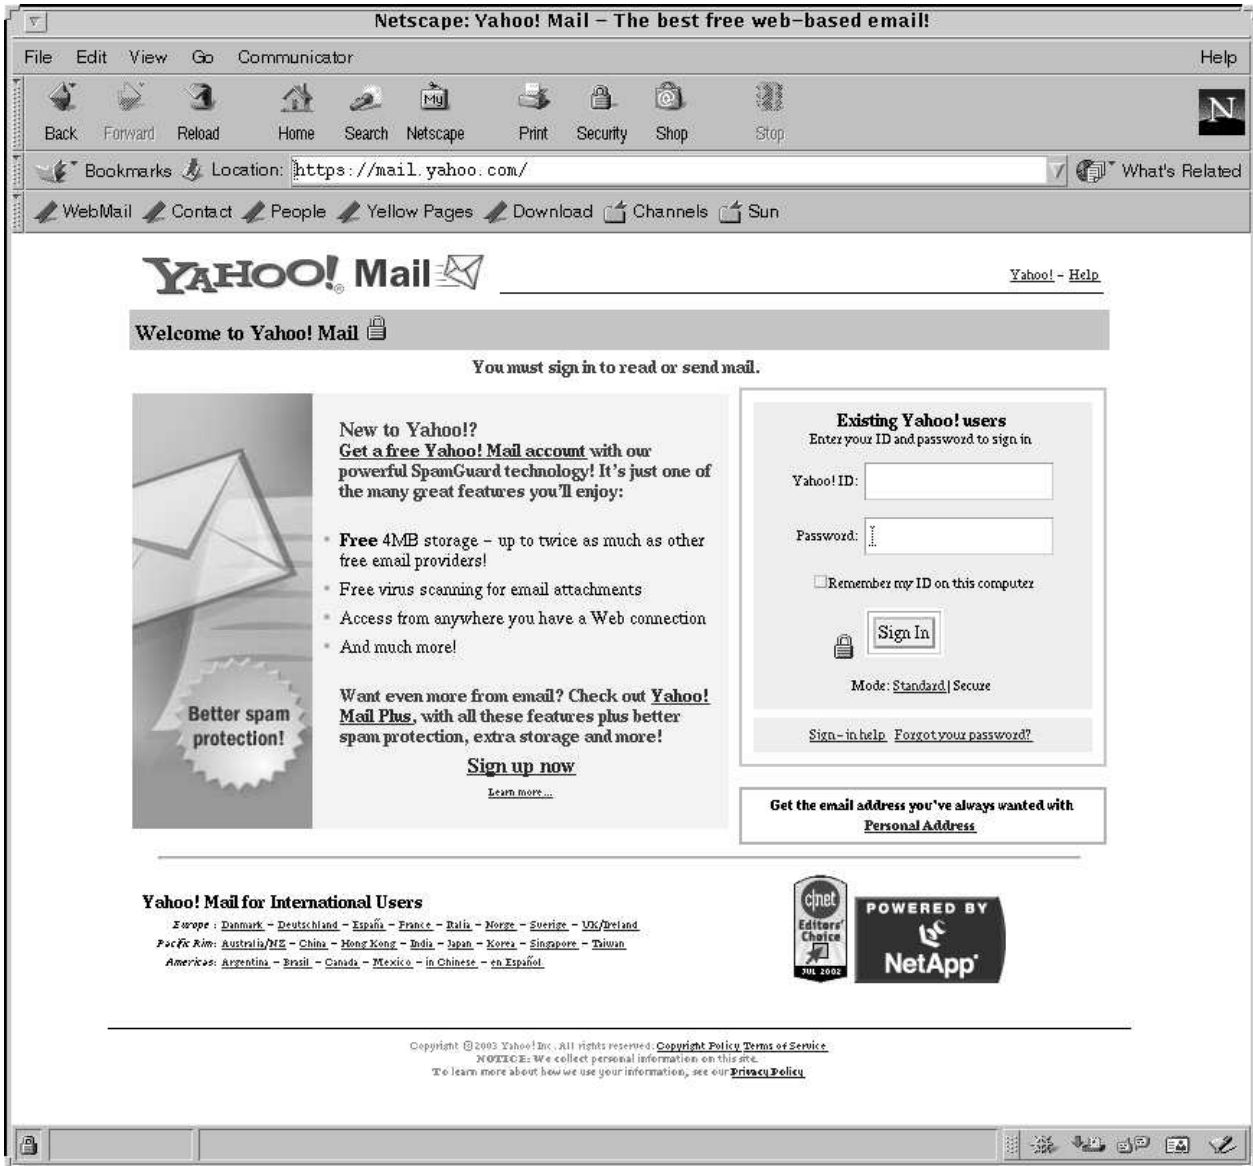 Netscape: Yahoo! Mail – The best free web–based email!
File Edit View Go Communicator Help
My N
Back Forward Reload Home Search Netscape Print Security Shop Stop
Bookmarks Location: https://mail.yahoo.com/ What's Related
WebMail Contact People Yellow Pages Download Channels Sun
YAHOO! Mail
Yahoo! – Help
Welcome to Yahoo! Mail
You must sign in to read or send mail.
New to Yahoo!?
Get a free Yahoo! Mail account with our
powerful SpamGuard technology! It's just one of
the many great features you'll enjoy:
Free 4MB storage – up to twice as much as other
free email providers!
Free virus scanning for email attachments
Access from anywhere you have a Web connection
And much more!
Want even more from email? Check out Yahoo!
Mail Plus, with all these features plus better
spam protection, extra storage and more!
Sign up now
Learn more...
Better spam
protection!
Existing Yahoo! users
Enter your ID and password to sign in
Yahoo! ID:
Password:
Remember my ID on this computer
Sign In
Mode: Standard | Secure
Sign–in help Forgot your password?
Get the email address you've always wanted with
Personal Address
Yahoo! Mail for International Users
Europe : Danmark – Deutschland – España – France – Italia – Norge – Sverige – UK/Ireland
Pacific Rim: Australia/NZ – China – Hong Kong – India – Japan – Korea – Singapore – Taiwan
Americas: Argentina – Brasil – Canada – Mexico – in Chinese – en Español
c|net
Editors'
Choice
JUL 2002
POWERED BY
NetApp
Copyright © 2003 Yahoo! Inc. All rights reserved. Copyright Policy Terms of Service
NOTICE: We collect personal information on this site.
To learn more about how we use your information, see our Privacy Policy